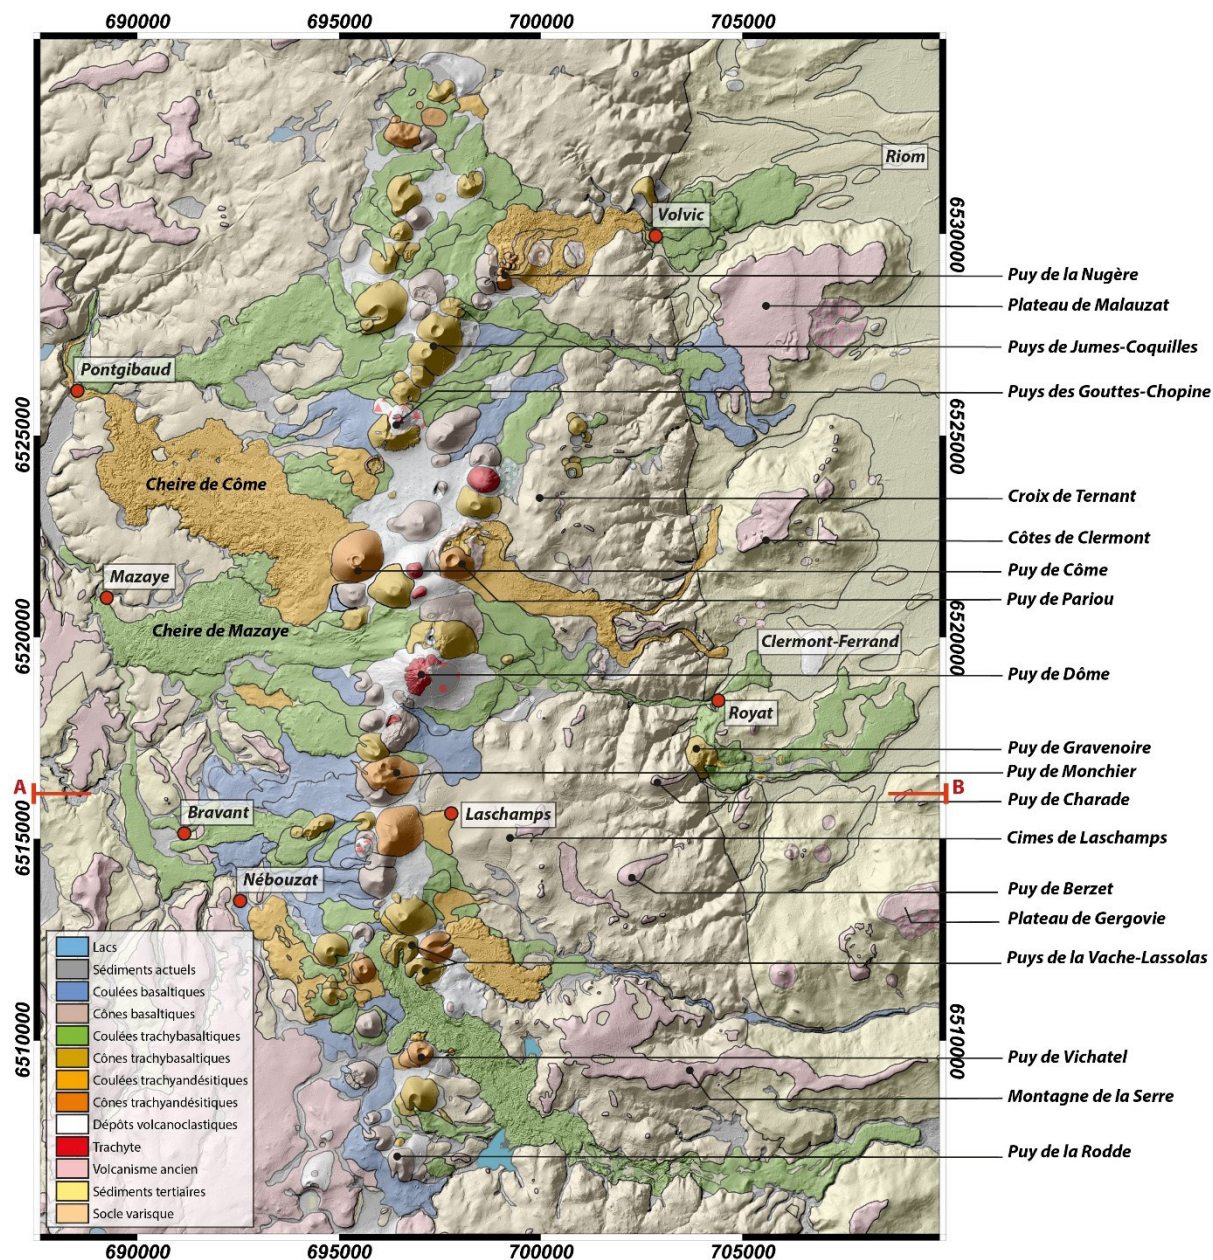 690000 695000 700000 705000
Riom
Volvic
6530000
Puy de la Nugère
Plateau de Malauzat
Puys de Jumes-Coquilles
Pontgibaud
Puys des Gouttes-Chopine
6525000
6525000
Cheire de Côme
Croix de Ternant
Côtes de Clermont
Puy de Côme
Mazaye
Puy de Pariou
Cheire de Mazaye
6520000
6520000
Clermont-Ferrand
Puy de Dôme
Royat
Puy de Gravenoire
Puy de Monchier
A
B
Puy de Charade
Bravant
Laschamps
6515000
Cimes de Laschamps
Nébouzat
Puy de Berzet
Plateau de Gergovie
Puys de la Vache-Lassolas
6510000
6510000
Puy de Vichatel
Montagne de la Serre
Puy de la Rodde
Lacs
Sédiments actuels
Coulées basaltiques
Cônes basaltiques
Coulées trachybasaltiques
Cônes trachybasaltiques
Coulées trachyandésitiques
Cônes trachyandésitiques
Dépôts volcanoclastiques
Trachyte
Volcanisme ancien
Sédiments tertiaires
Socle varisque
690000 695000 700000 705000